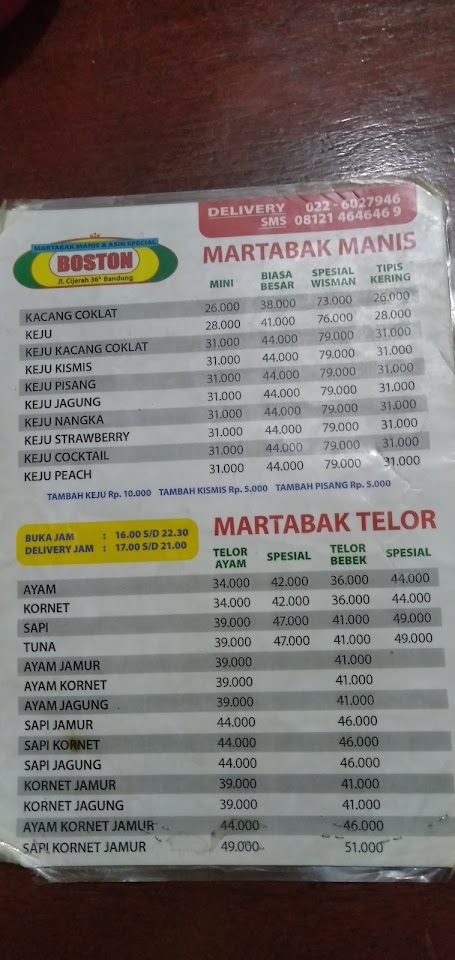 DELIVERY 022 - 6027946
SMS 08121 464646 9
MARTABAK MANIS & ASIN SPECIAL
BOSTON
Jl. Cijerah 36* Bandung
MARTABAK MANIS
MINI BIASA BESAR SPESIAL WISMAN TIPIS KERING
KACANG COKLAT 26.000 38.000 73.000 26.000
KEJU 28.000 41.000 76.000 28.000
KEJU KACANG COKLAT 31.000 44.000 79.000 31.000
KEJU KISMIS 31.000 44.000 79.000 31.000
KEJU PISANG 31.000 44.000 79.000 31.000
KEJU JAGUNG 31.000 44.000 79.000 31.000
KEJU NANGKA 31.000 44.000 79.000 31.000
KEJU STRAWBERRY 31.000 44.000 79.000 31.000
KEJU COCKTAIL 31.000 44.000 79.000 31.000
KEJU PEACH 31.000 44.000 79.000 31.000
TAMBAH KEJU Rp. 10.000 TAMBAH KISMIS Rp. 5.000 TAMBAH PISANG Rp. 5.000
BUKA JAM : 16.00 S/D 22.30
DELIVERY JAM : 17.00 S/D 21.00
MARTABAK TELOR
TELOR AYAM SPESIAL TELOR BEBEK SPESIAL
AYAM 34.000 42.000 36.000 44.000
KORNET 34.000 42.000 36.000 44.000
SAPI 39.000 47.000 41.000 49.000
TUNA 39.000 47.000 41.000 49.000
AYAM JAMUR 39.000 41.000
AYAM KORNET 39.000 41.000
AYAM JAGUNG 39.000 41.000
SAPI JAMUR 44.000 46.000
SAPI KORNET 44.000 46.000
SAPI JAGUNG 44.000 46.000
KORNET JAMUR 39.000 41.000
KORNET JAGUNG 39.000 41.000
AYAM KORNET JAMUR 44.000 46.000
SAPI KORNET JAMUR 49.000 51.000